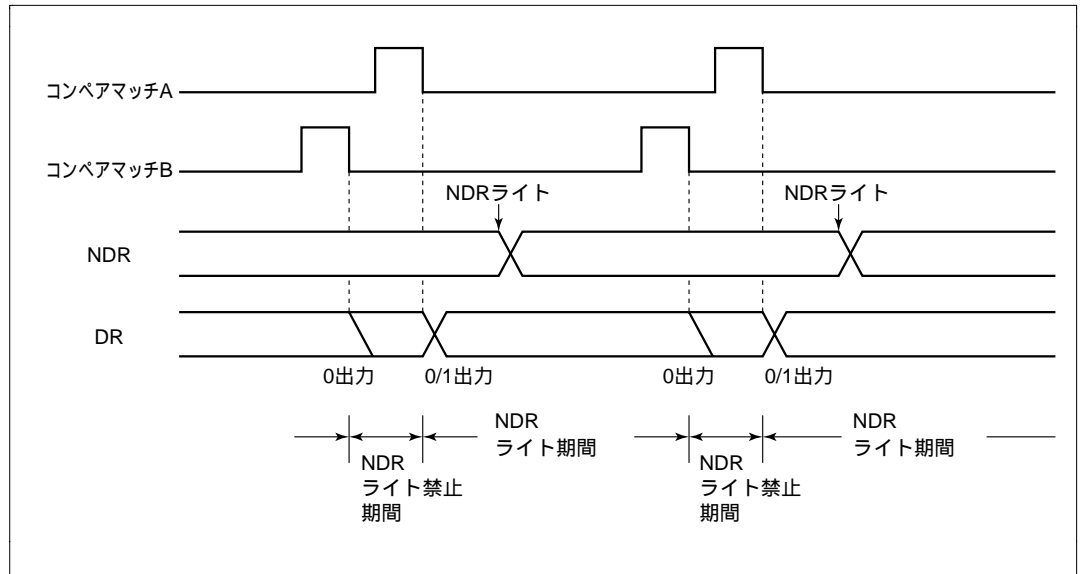 コンペアマッチA
コンペアマッチB
NDRライト
NDRライト
NDR
DR
0出力
0/1出力
0出力
0/1出力
NDR
ライト期間
NDR
ライト期間
NDR
ライト禁止
期間
NDR
ライト禁止
期間